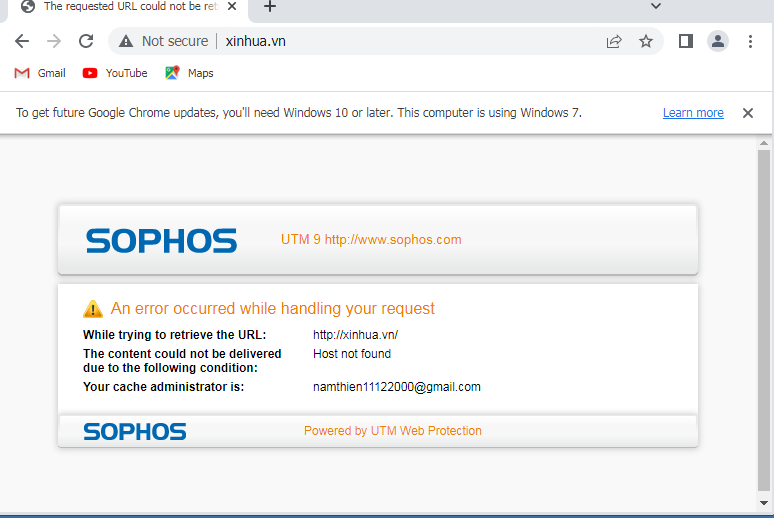 The requested URL could not be ret
Not secure xinhua.vn
Gmail YouTube Maps
To get future Google Chrome updates, you'll need Windows 10 or later. This computer is using Windows 7. Learn more
SOPHOS UTM 9 http://www.sophos.com
An error occurred while handling your request
While trying to retrieve the URL: http://xinhua.vn/
The content could not be delivered Host not found
due to the following condition:
Your cache administrator is: namthien11122000@gmail.com
SOPHOS Powered by UTM Web Protection